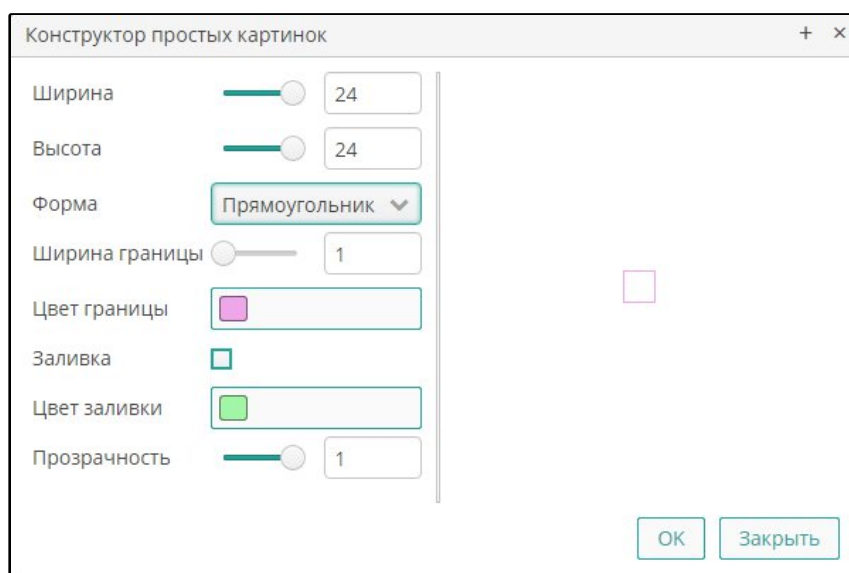 Конструктор простых картинок + ×
Ширина 24
Высота 24
Форма Прямоугольник
Ширина границы 1
Цвет границы
Заливка
Цвет заливки
Прозрачность 1
OK Закрыть